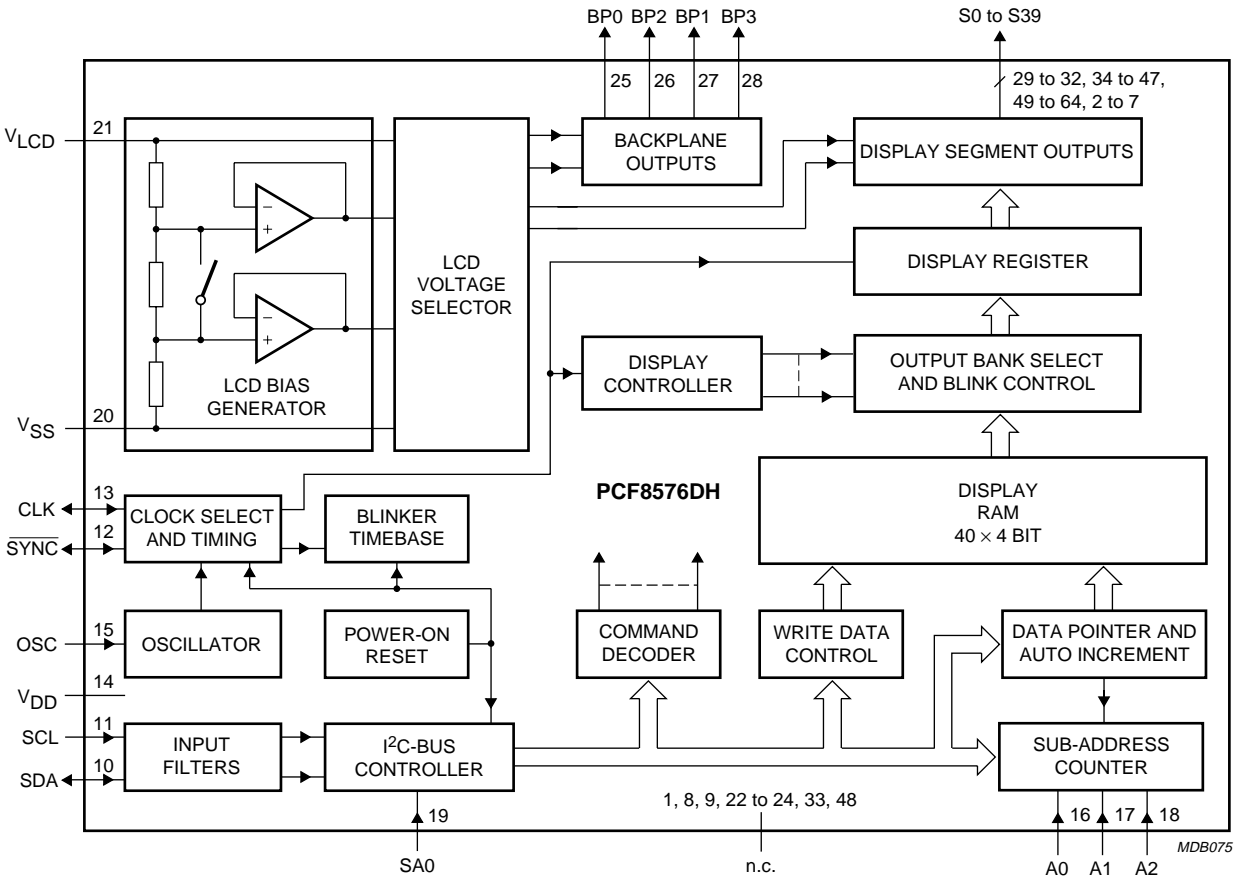 BP0 BP2 BP1 BP3
S0 to S39
25
26
27
28
29 to 32, 34 to 47,
49 to 64, 2 to 7
VLCD
21
BACKPLANE
OUTPUTS
DISPLAY SEGMENT OUTPUTS
−
+
LCD
VOLTAGE
SELECTOR
DISPLAY REGISTER
−
+
LCD BIAS
GENERATOR
DISPLAY
CONTROLLER
OUTPUT BANK SELECT
AND BLINK CONTROL
VSS
20
CLK
13
SYNC
12
CLOCK SELECT
AND TIMING
BLINKER
TIMEBASE
PCF8576DH
DISPLAY
RAM
40 × 4 BIT
OSC
15
OSCILLATOR
POWER-ON
RESET
COMMAND
DECODER
WRITE DATA
CONTROL
DATA POINTER AND
AUTO INCREMENT
VDD
14
SCL
11
SDA
10
INPUT
FILTERS
I2C-BUS
CONTROLLER
SUB-ADDRESS
COUNTER
19
1, 8, 9, 22 to 24, 33, 48
16
17
18
SA0
n.c.
A0
A1
A2
MDB075